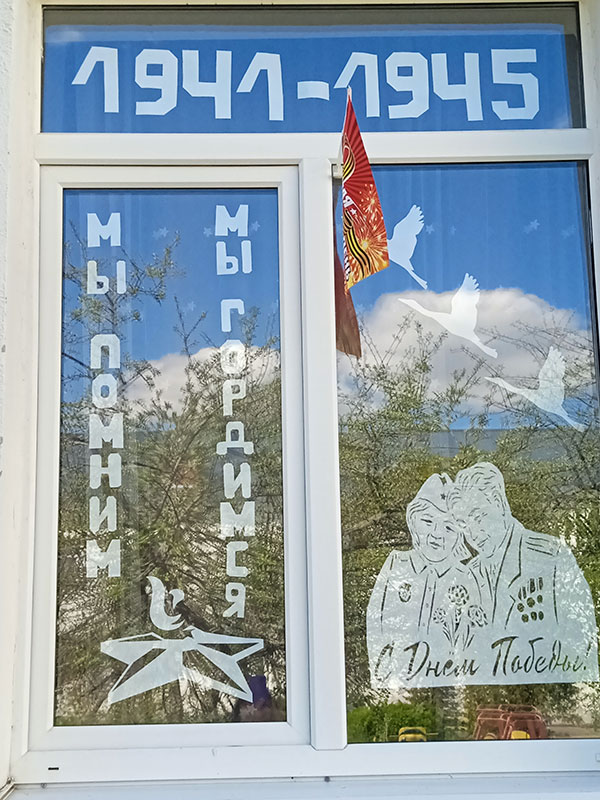 1941-1945
МЫ ПОМНИМ
МЫ ГОРДИМСЯ
С Днем Победы!